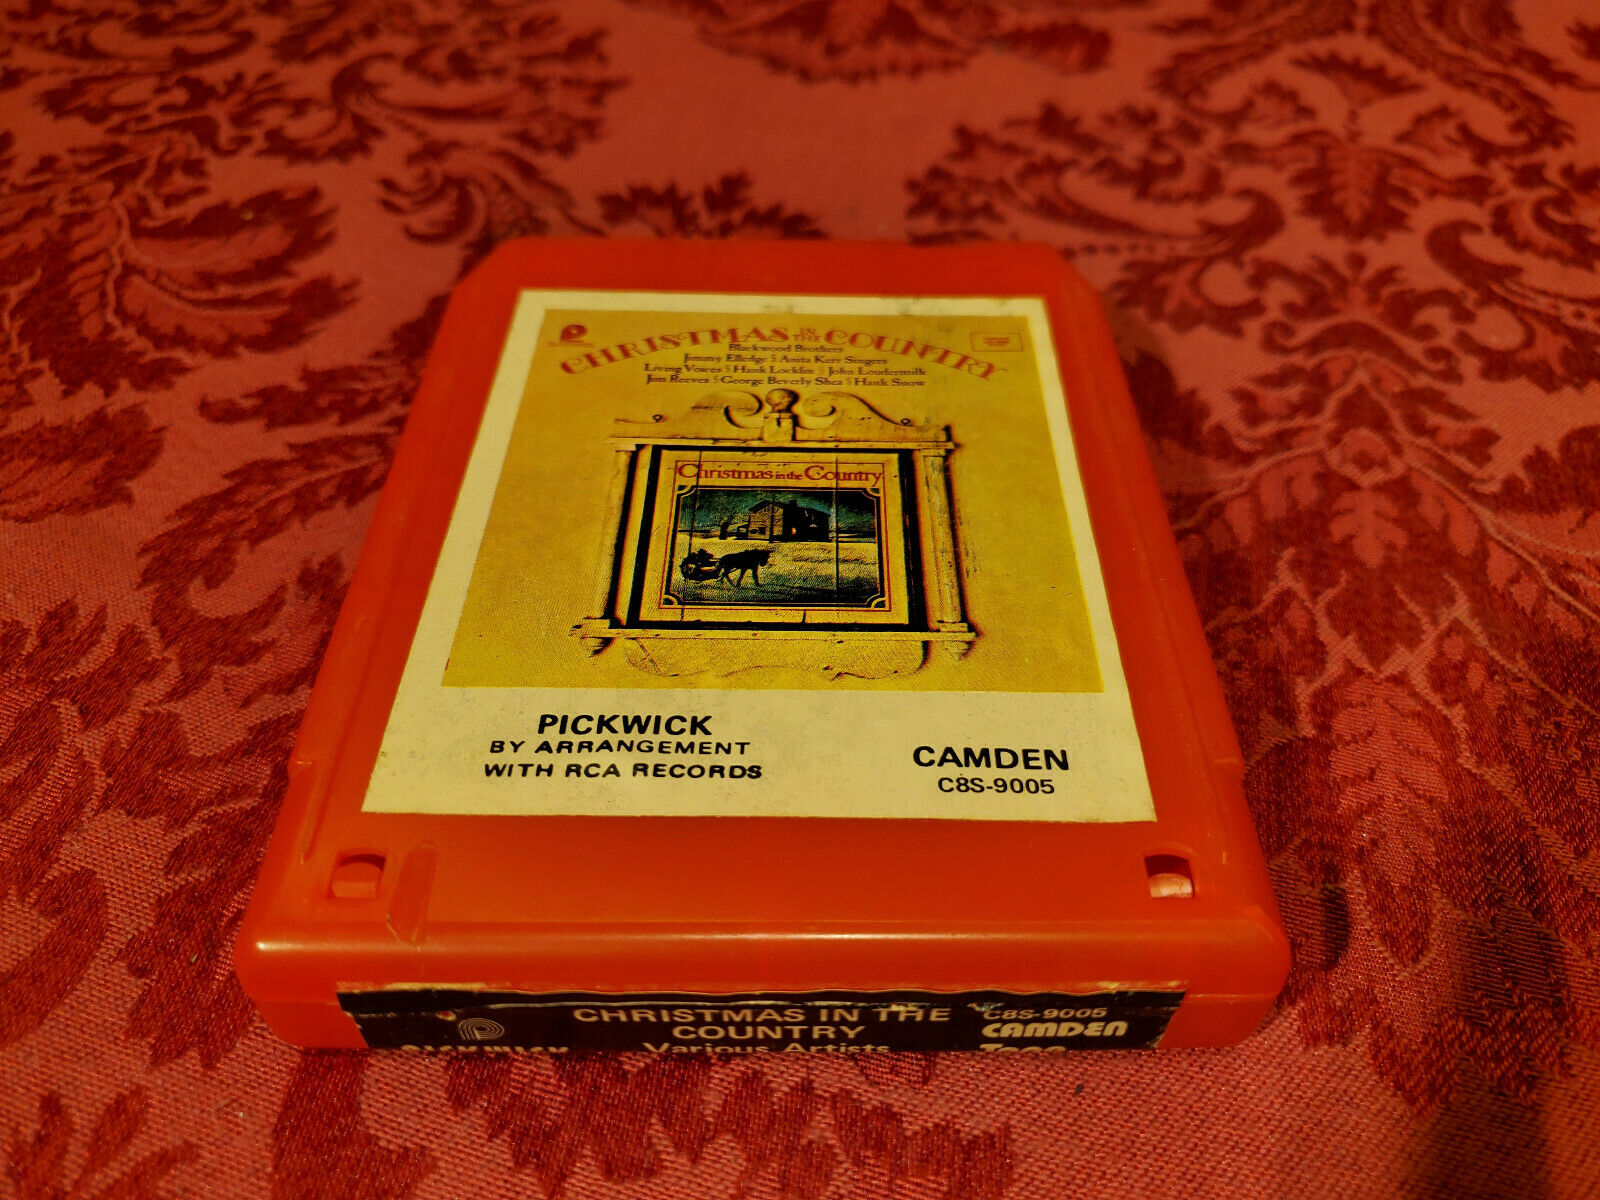 CHRISTMAS IN THE COUNTRY
Blackwood Brothers
Jimmy Elledge § Anita Kerr Singers
Living Voices § Hank Locklin § John Loudermilk
Jim Reeves § George Beverly Shea § Hank Snow
Christmas in the Country
PICKWICK
BY ARRANGEMENT
WITH RCA RECORDS
CAMDEN
C8S-9005
CHRISTMAS IN THE
COUNTRY
Various Artists
PICKWICK
C8S-9005
CAMDEN